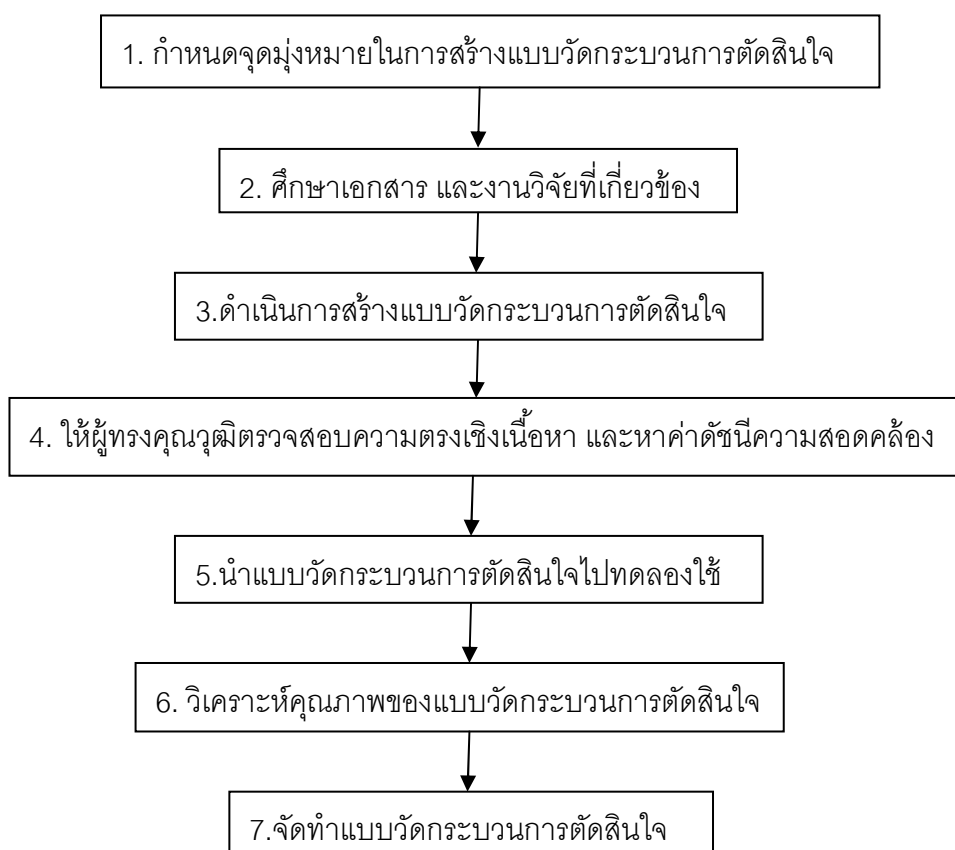 1. กำหนดจุดมุ่งหมายในการสร้างแบบวัดกระบวนการตัดสินใจ
2. ศึกษาเอกสาร และงานวิจัยที่เกี่ยวข้อง
3.ดำเนินการสร้างแบบวัดกระบวนการตัดสินใจ
4. ให้ผู้ทรงคุณวุฒิตรวจสอบความตรงเชิงเนื้อหา และหาค่าดัชนีความสอดคล้อง
5.นำแบบวัดกระบวนการตัดสินใจไปทดลองใช้
6. วิเคราะห์คุณภาพของแบบวัดกระบวนการตัดสินใจ
7.จัดทำแบบวัดกระบวนการตัดสินใจ